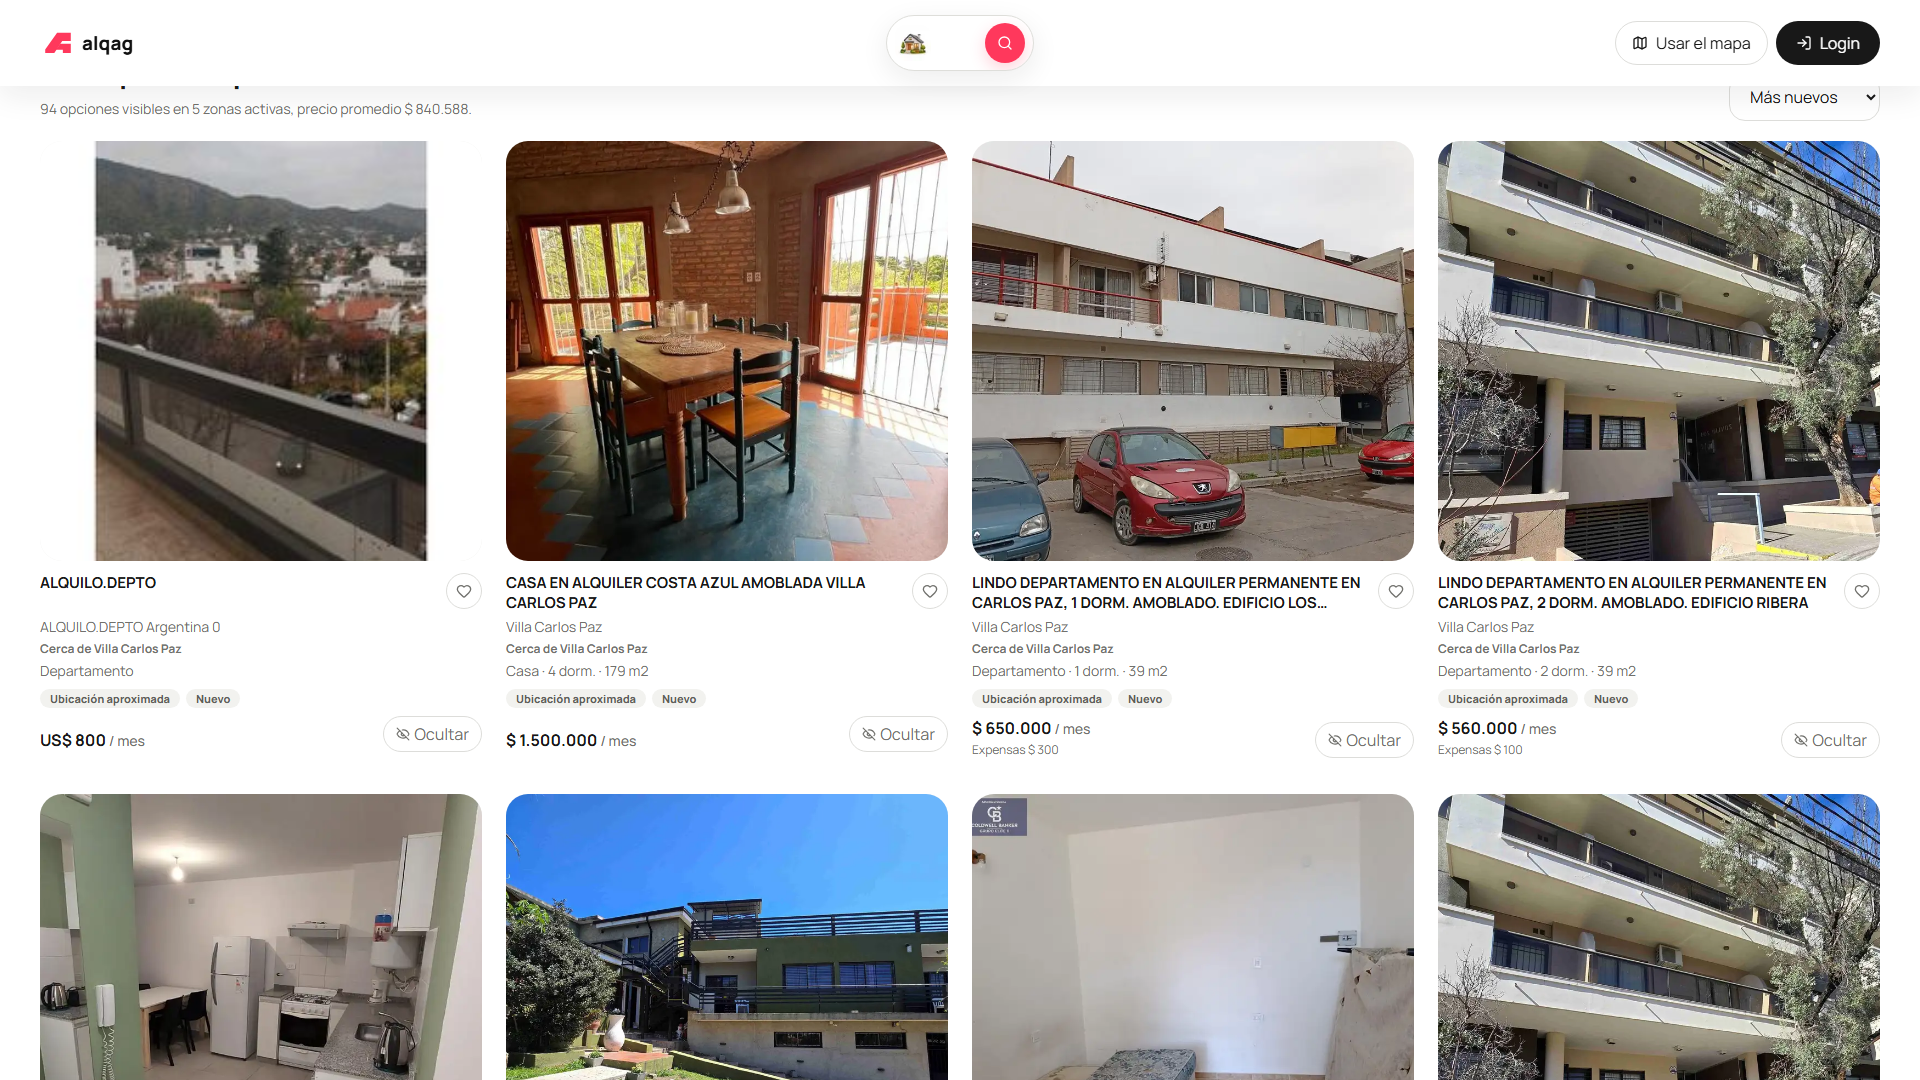 alqag
Usar el mapa
Login
94 opciones visibles en 5 zonas activas, precio promedio $ 840.588.
Más nuevos
ALQUILO.DEPTO
ALQUILO.DEPTO Argentina 0
Cerca de Villa Carlos Paz
Departamento
Ubicación aproximada
Nuevo
US$ 800 / mes
Ocultar
CASA EN ALQUILER COSTA AZUL AMOBLADA VILLA
CARLOS PAZ
Villa Carlos Paz
Cerca de Villa Carlos Paz
Casa · 4 dorm. · 179 m2
Ubicación aproximada
Nuevo
$ 1.500.000 / mes
Ocultar
LINDO DEPARTAMENTO EN ALQUILER PERMANENTE EN
CARLOS PAZ, 1 DORM. AMOBLADO. EDIFICIO LOS...
Villa Carlos Paz
Cerca de Villa Carlos Paz
Departamento · 1 dorm. · 39 m2
Ubicación aproximada
Nuevo
$ 650.000 / mes
Expensas $ 300
Ocultar
LINDO DEPARTAMENTO EN ALQUILER PERMANENTE EN
CARLOS PAZ, 2 DORM. AMOBLADO. EDIFICIO RIBERA
Villa Carlos Paz
Cerca de Villa Carlos Paz
Departamento · 2 dorm. · 39 m2
Ubicación aproximada
Nuevo
$ 560.000 / mes
Expensas $ 100
Ocultar
COLDWELL BANKER